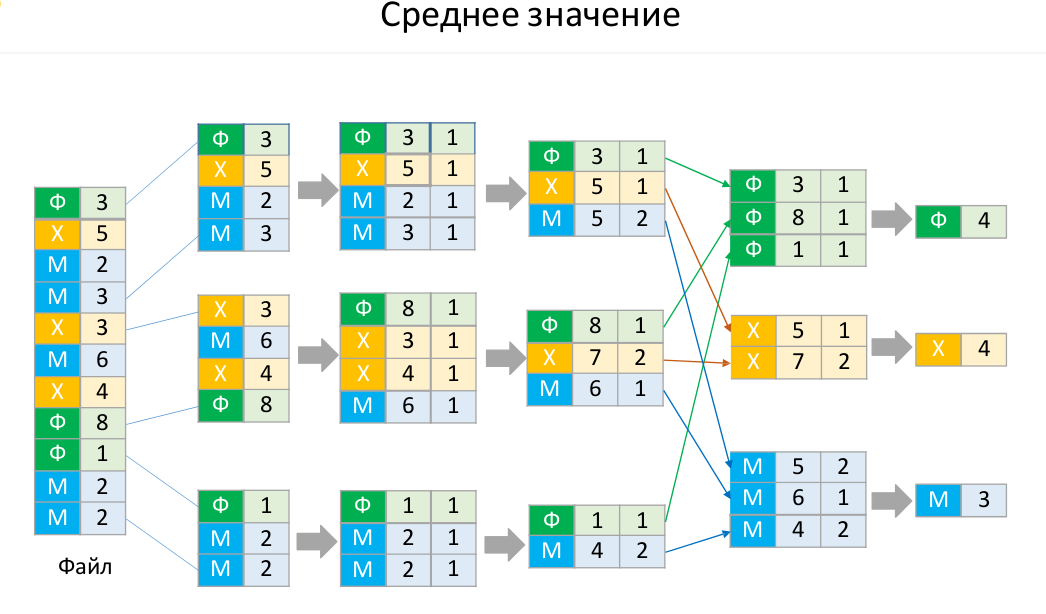 Среднее значение
Ф 3
Х 5
М 2
М 3
Х 3
М 6
Х 4
Ф 8
Ф 1
М 2
М 2
Файл
Ф 3
Х 5
М 2
М 3
Х 3
М 6
Х 4
Ф 8
Ф 1
М 2
М 2
Ф 3 1
Х 5 1
М 2 1
М 3 1
Ф 8 1
Х 3 1
Х 4 1
М 6 1
Ф 1 1
М 2 1
М 2 1
Ф 3 1
Х 5 1
М 5 2
Ф 8 1
Х 7 2
М 6 1
Ф 1 1
М 4 2
Ф 3 1
Ф 8 1
Ф 1 1
Х 5 1
Х 7 2
М 5 2
М 6 1
М 4 2
Ф 4
Х 4
М 3